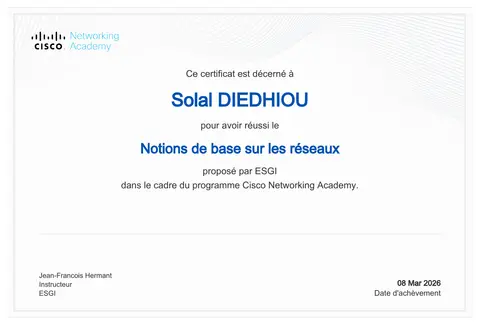 Networking
CISCO Academy
Ce certificat est décerné à
Solal DIEDHIOU
pour avoir réussi le
Notions de base sur les réseaux
proposé par ESGI
dans le cadre du programme Cisco Networking Academy.
Jean-Francois Hermant
Instructeur
ESGI
08 Mar 2026
Date d'achèvement